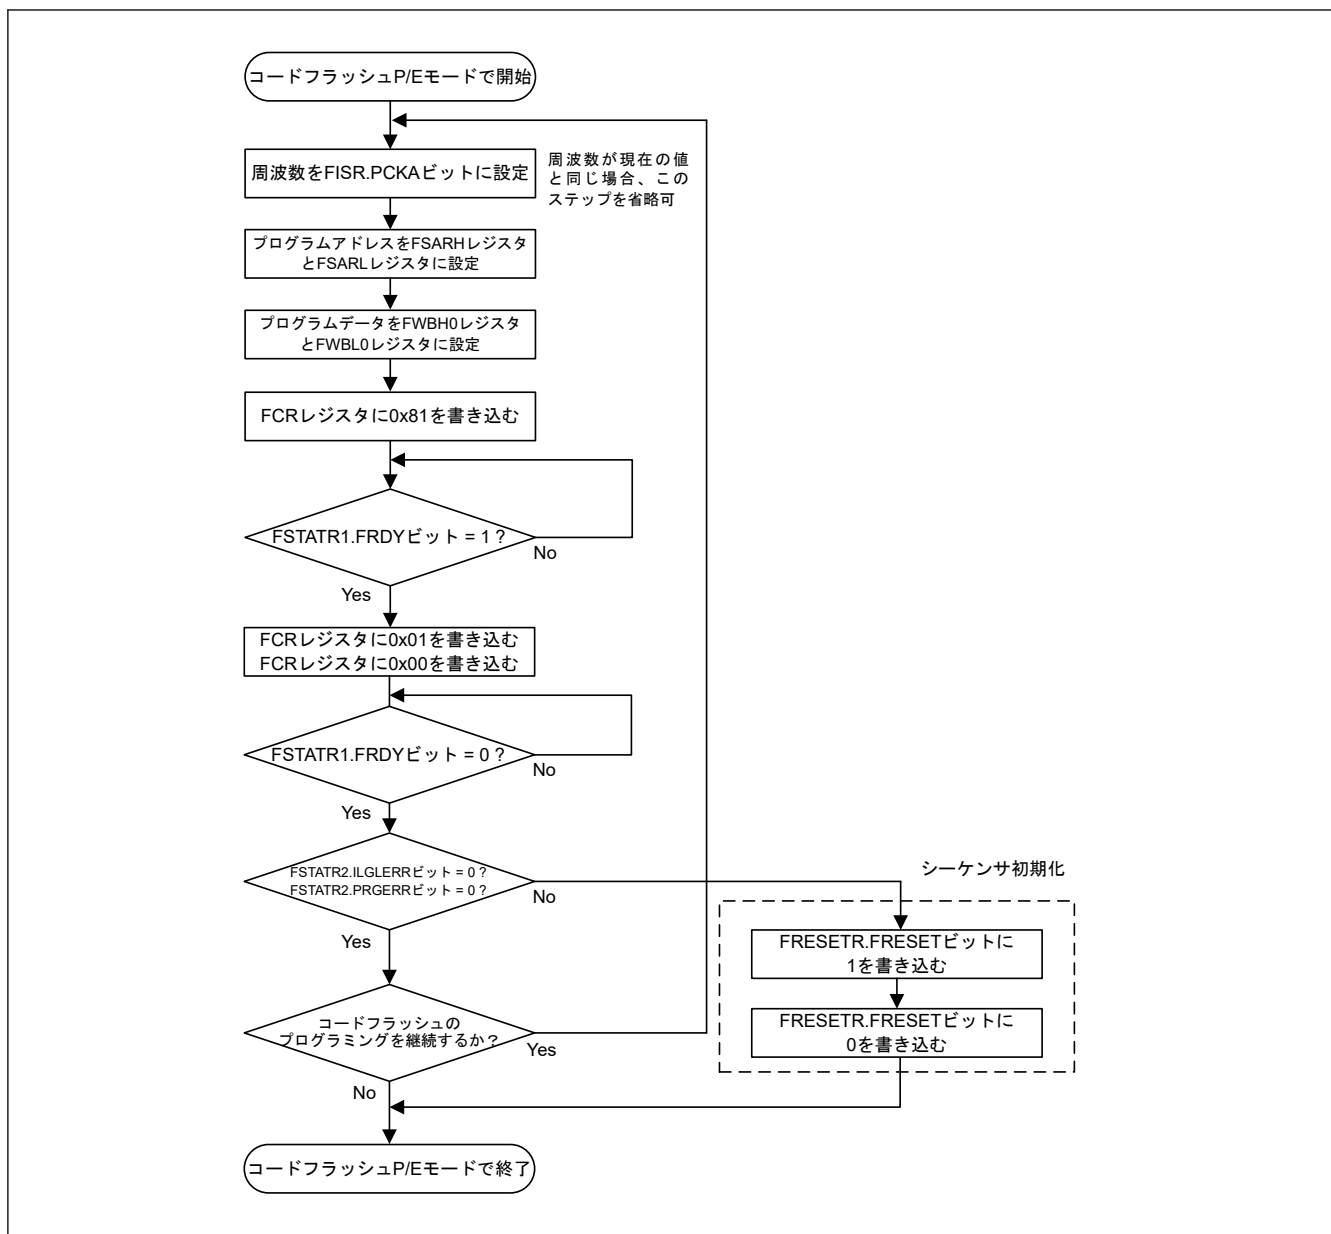 コードフラッシュP/Eモードで開始
周波数をFISR.PCKAビットに設定
周波数が現在の値
と同じ場合、この
ステップを省略可
プログラムアドレスをFSARHレジスタ
とFSARLレジスタに設定
プログラムデータをFWBH0レジスタ
とFWBL0レジスタに設定
FCRレジスタに0x81を書き込む
FSTATR1.FRDYビット = 1？
No
Yes
FCRレジスタに0x01を書き込む
FCRレジスタに0x00を書き込む
FSTATR1.FRDYビット = 0？
No
Yes
FSTATR2.ILGLERRビット = 0？
FSTATR2.PRGERRビット = 0？
No
Yes
シーケンサ初期化
FRESETR.FRESETビットに
1を書き込む
FRESETR.FRESETビットに
0を書き込む
コードフラッシュの
プログラミングを継続するか？
Yes
No
コードフラッシュP/Eモードで終了